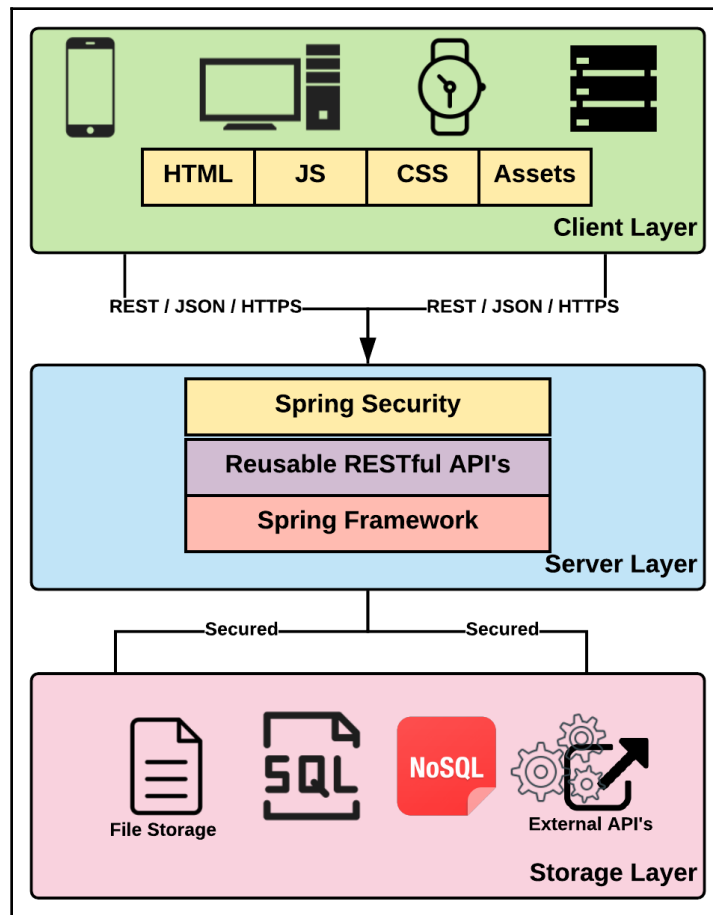 HTML JS CSS Assets
Client Layer
REST / JSON / HTTPS REST / JSON / HTTPS
Spring Security
Reusable RESTful API's
Spring Framework
Server Layer
Secured Secured
SQL NoSQL
File Storage External API's
Storage Layer